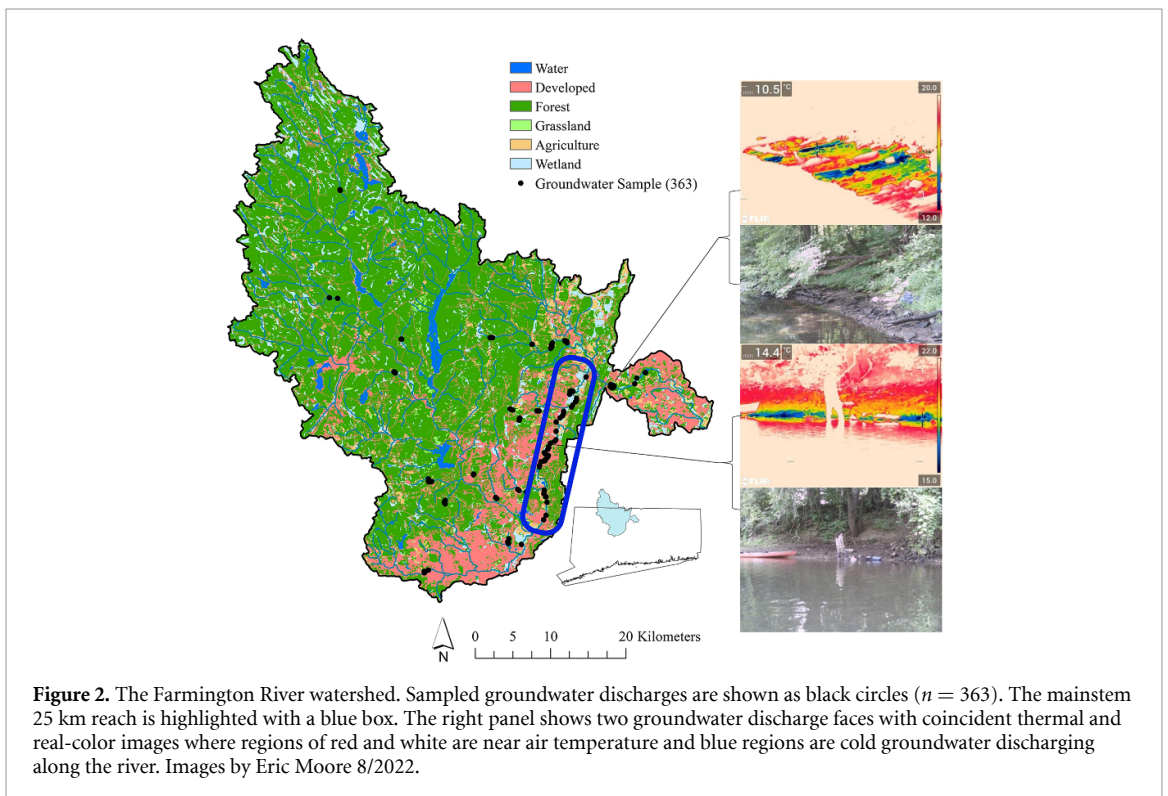 Water
Developed
Forest
Grassland
Agriculture
Wetland
Groundwater Sample (363)
min 10.5 °C
20.0
12.0
FLIR
14.4 °C
22.0
15.0
FLIR
N
0 5 10 20 Kilometers
Figure 2. The Farmington River watershed. Sampled groundwater discharges are shown as black circles (n = 363). The mainstem
25 km reach is highlighted with a blue box. The right panel shows two groundwater discharge faces with coincident thermal and
real-color images where regions of red and white are near air temperature and blue regions are cold groundwater discharging
along the river. Images by Eric Moore 8/2022.